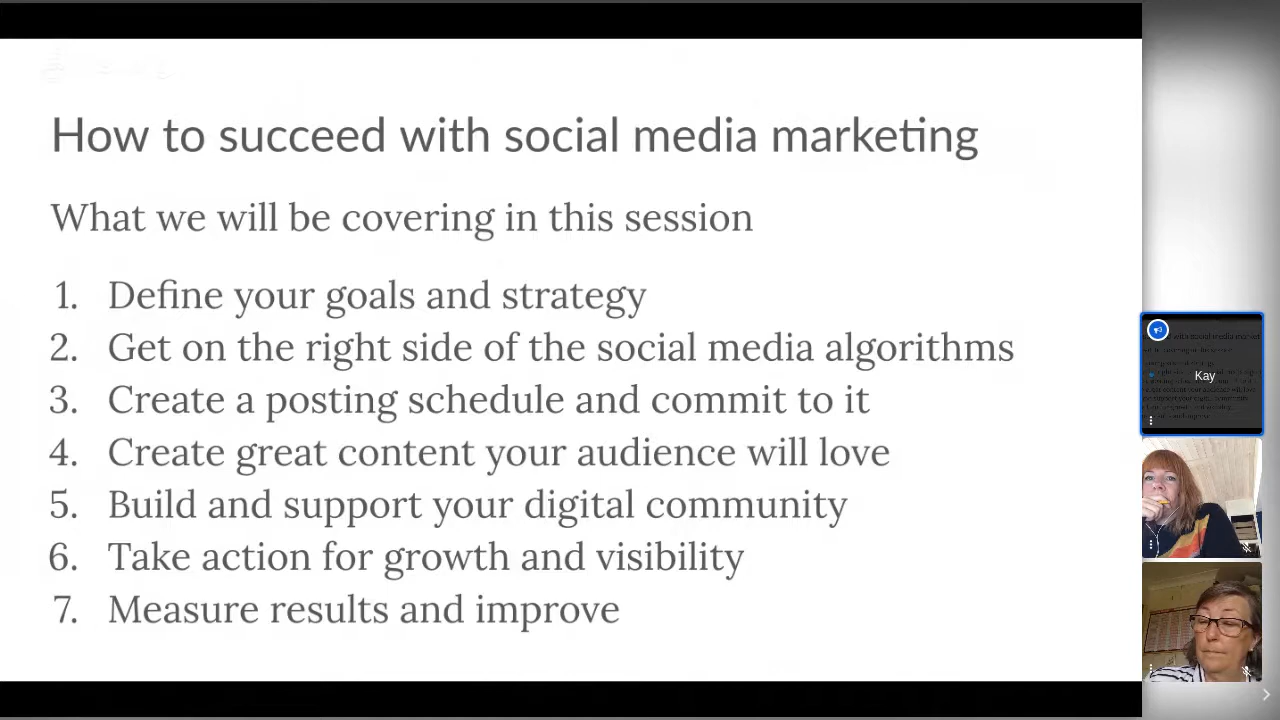 How to succeed with social media marketing
What we will be covering in this session
1. Define your goals and strategy
2. Get on the right side of the social media algorithms
3. Create a posting schedule and commit to it
4. Create great content your audience will love
5. Build and support your digital community
6. Take action for growth and visibility
7. Measure results and improve
Kay